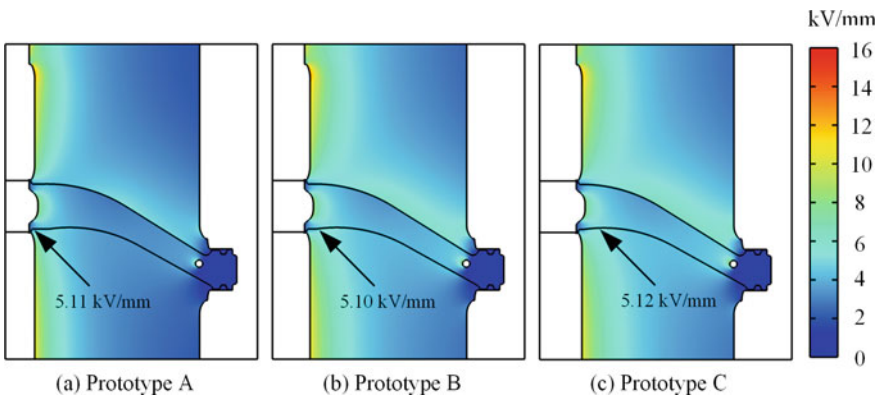 kV/mm
16
14
12
10
8
6
4
2
0
5.11 kV/mm
5.10 kV/mm
5.12 kV/mm
(a) Prototype A
(b) Prototype B
(c) Prototype C